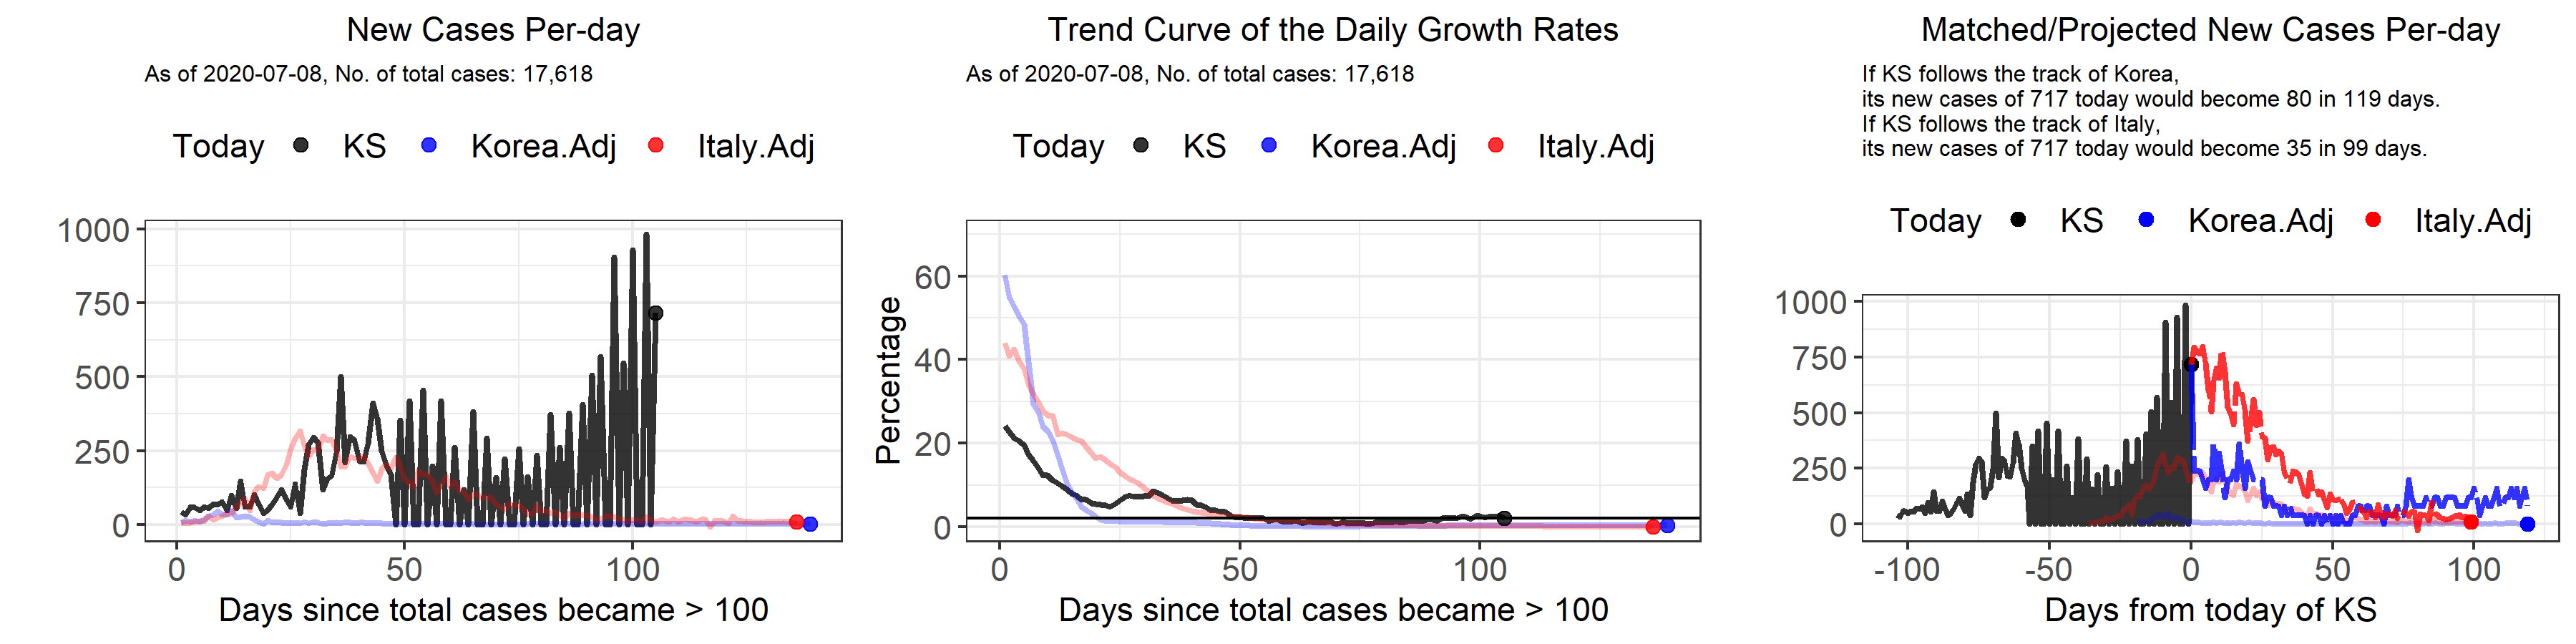 New Cases Per-day
As of 2020-07-08, No. of total cases: 17,618
Today KS Korea.Adj Italy.Adj
1000
750
500
250
0
0 50 100
Days since total cases became > 100
Trend Curve of the Daily Growth Rates
As of 2020-07-08, No. of total cases: 17,618
Today KS Korea.Adj Italy.Adj
Percentage
60
40
20
0
0 50 100
Days since total cases became > 100
Matched/Projected New Cases Per-day
If KS follows the track of Korea,
its new cases of 717 today would become 80 in 119 days.
If KS follows the track of Italy,
its new cases of 717 today would become 35 in 99 days.
Today KS Korea.Adj Italy.Adj
1000
750
500
250
0
-100 -50 0 50 100
Days from today of KS